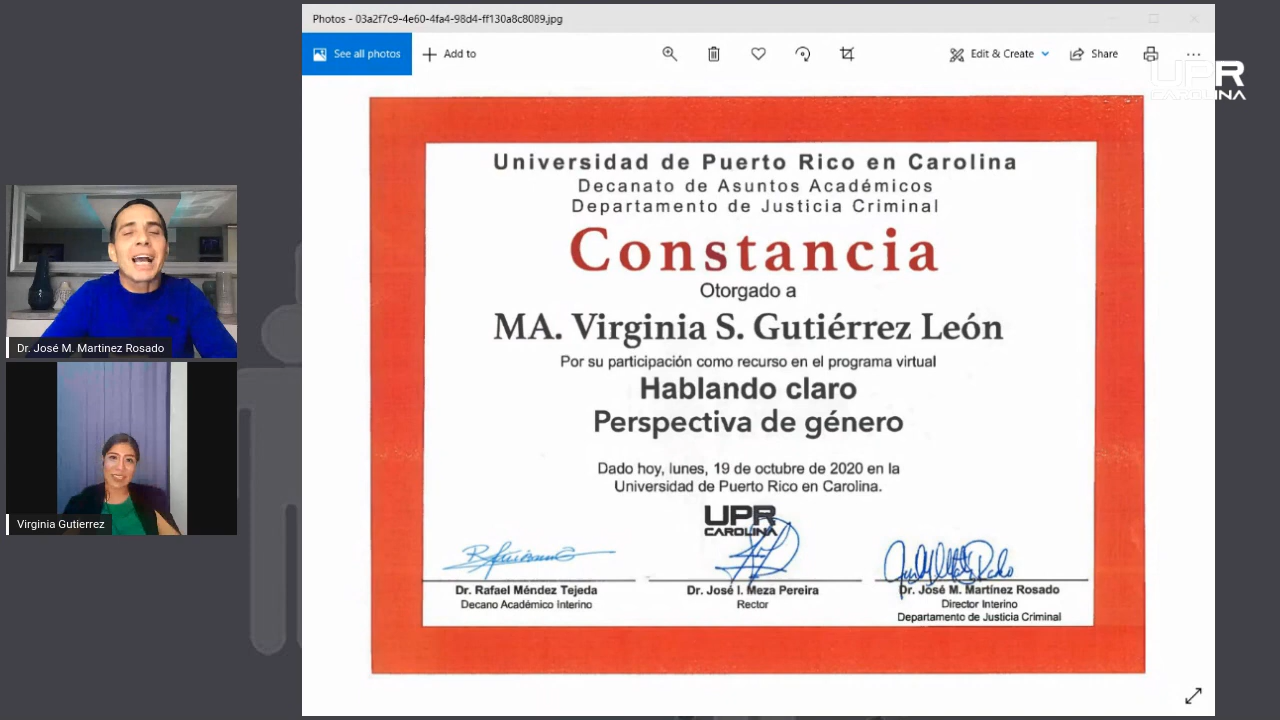 Photos - 03a2f7c9-4e60-4fa4-98d4-ff130a8c8089.jpg
See all photos
Add to
Edit & Create
Share
UPR
CAROLINA
Universidad de Puerto Rico en Carolina
Decanato de Asuntos Académicos
Departamento de Justicia Criminal
Constancia
Otorgado a
MA. Virginia S. Gutiérrez León
Por su participación como recurso en el programa virtual
Hablando claro
Perspectiva de género
Dado hoy, lunes, 19 de octubre de 2020 en la
Universidad de Puerto Rico en Carolina.
UPR
CAROLINA
Dr. Rafael Méndez Tejeda
Decano Académico Interino
Dr. José I. Meza Pereira
Rector
Dr. José M. Martínez Rosado
Director Interino
Departamento de Justicia Criminal
Dr. José M. Martinez Rosado
Virginia Gutierrez